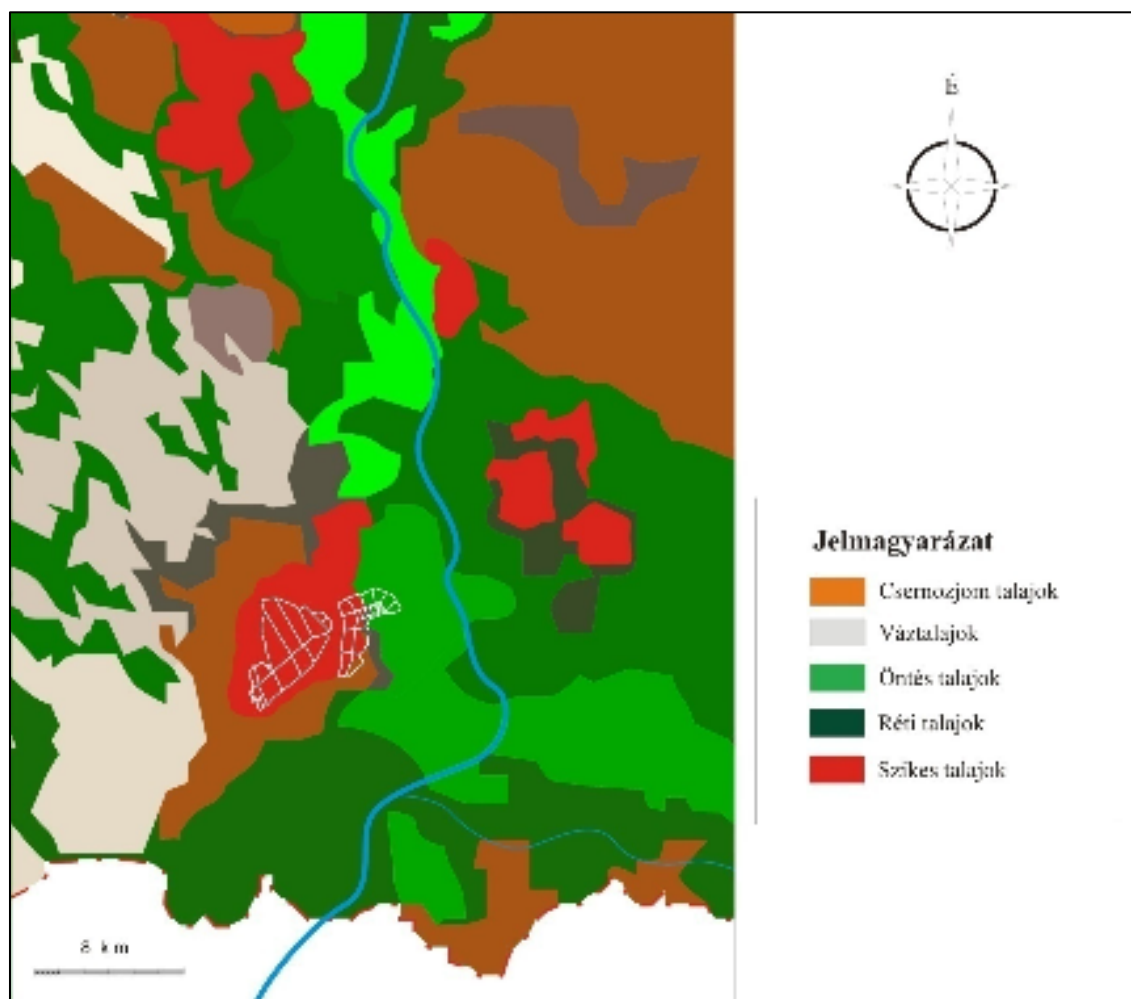 É
Jelmagyarázat
Csernozjom talajok
Váztalajok
Öntés talajok
Réti talajok
Szikes talajok
8 km